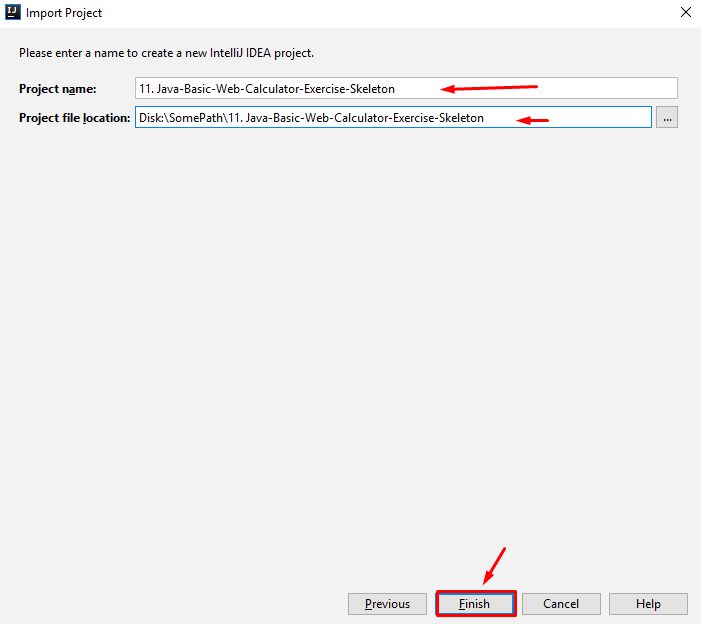 IJ Import Project
Please enter a name to create a new IntelliJ IDEA project.
Project name: 11. Java-Basic-Web-Calculator-Exercise-Skeleton
Project file location: Disk:\SomePath\11. Java-Basic-Web-Calculator-Exercise-Skeleton ...
Previous Finish Cancel Help